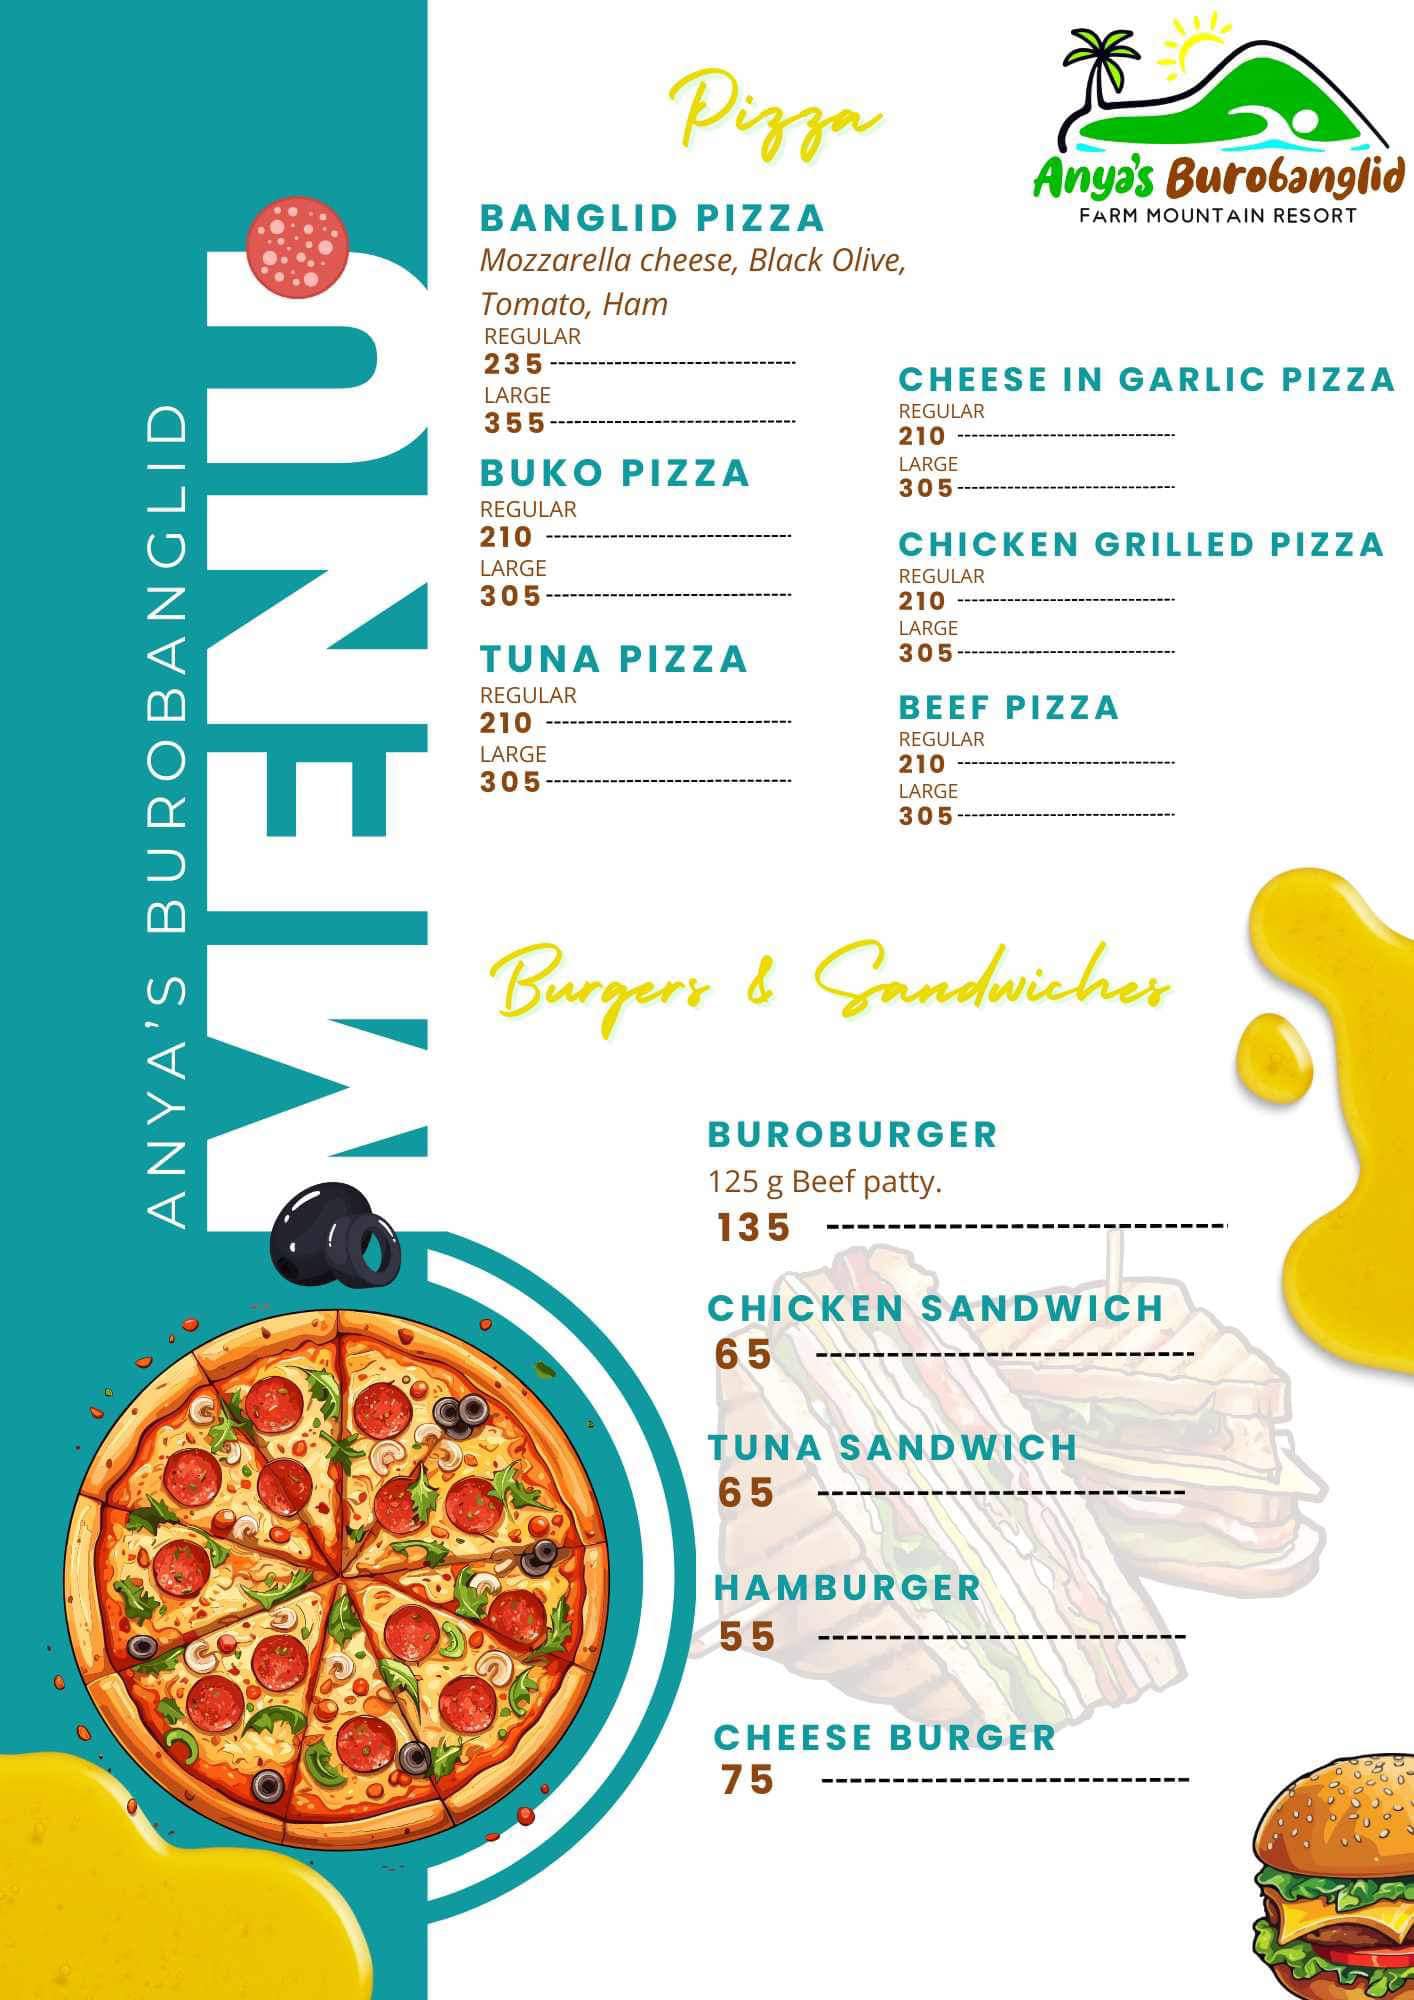 ANYA'S BUROBANGLID
MENU
Anya's Burobanglid
FARM MOUNTAIN RESORT
Pizza
BANGLID PIZZA
Mozzarella cheese, Black Olive,
Tomato, Ham
REGULAR
235
LARGE
355
BUKO PIZZA
REGULAR
210
LARGE
305
TUNA PIZZA
REGULAR
210
LARGE
305
CHEESE IN GARLIC PIZZA
REGULAR
210
LARGE
305
CHICKEN GRILLED PIZZA
REGULAR
210
LARGE
305
BEEF PIZZA
REGULAR
210
LARGE
305
Burgers & Sandwiches
BUROBURGER
125 g Beef patty.
135
CHICKEN SANDWICH
65
TUNA SANDWICH
65
HAMBURGER
55
CHEESE BURGER
75